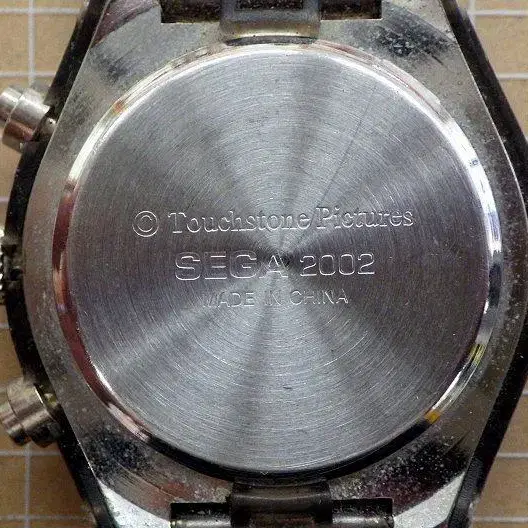 © Touchstone Pictures
SEGA 2002
MADE IN CHINA